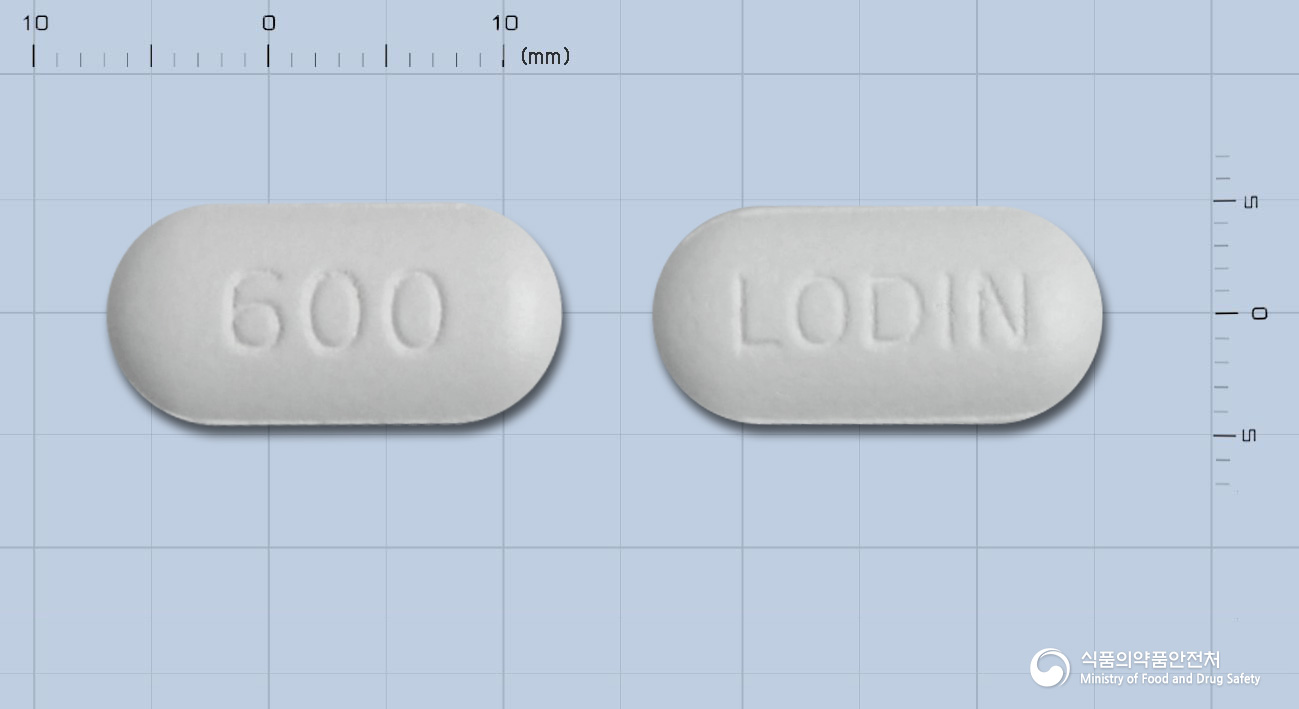 10 0 10
(mm)
600
LODIN
5
0
5
식품의약품안전처
Ministry of Food and Drug Safety